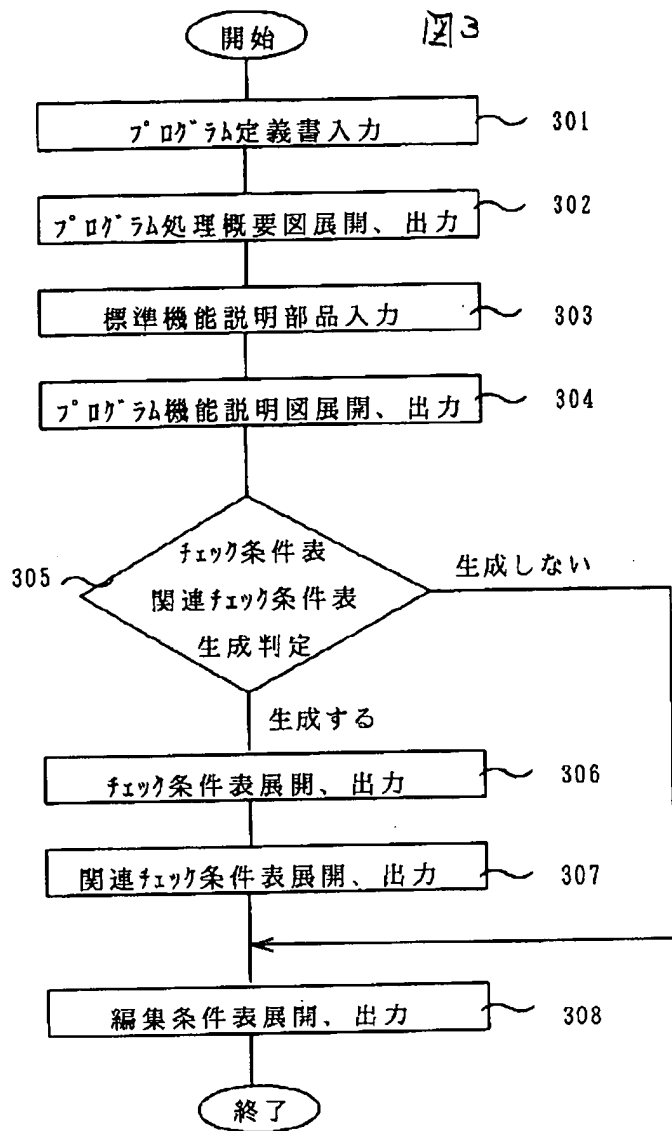 図3
開始
プログラム定義書入力
301
プログラム処理概要図展開、出力
302
標準機能説明部品入力
303
プログラム機能説明図展開、出力
304
305
チェック条件表
関連チェック条件表
生成判定
生成しない
生成する
チェック条件表展開、出力
306
関連チェック条件表展開、出力
307
編集条件表展開、出力
308
終了